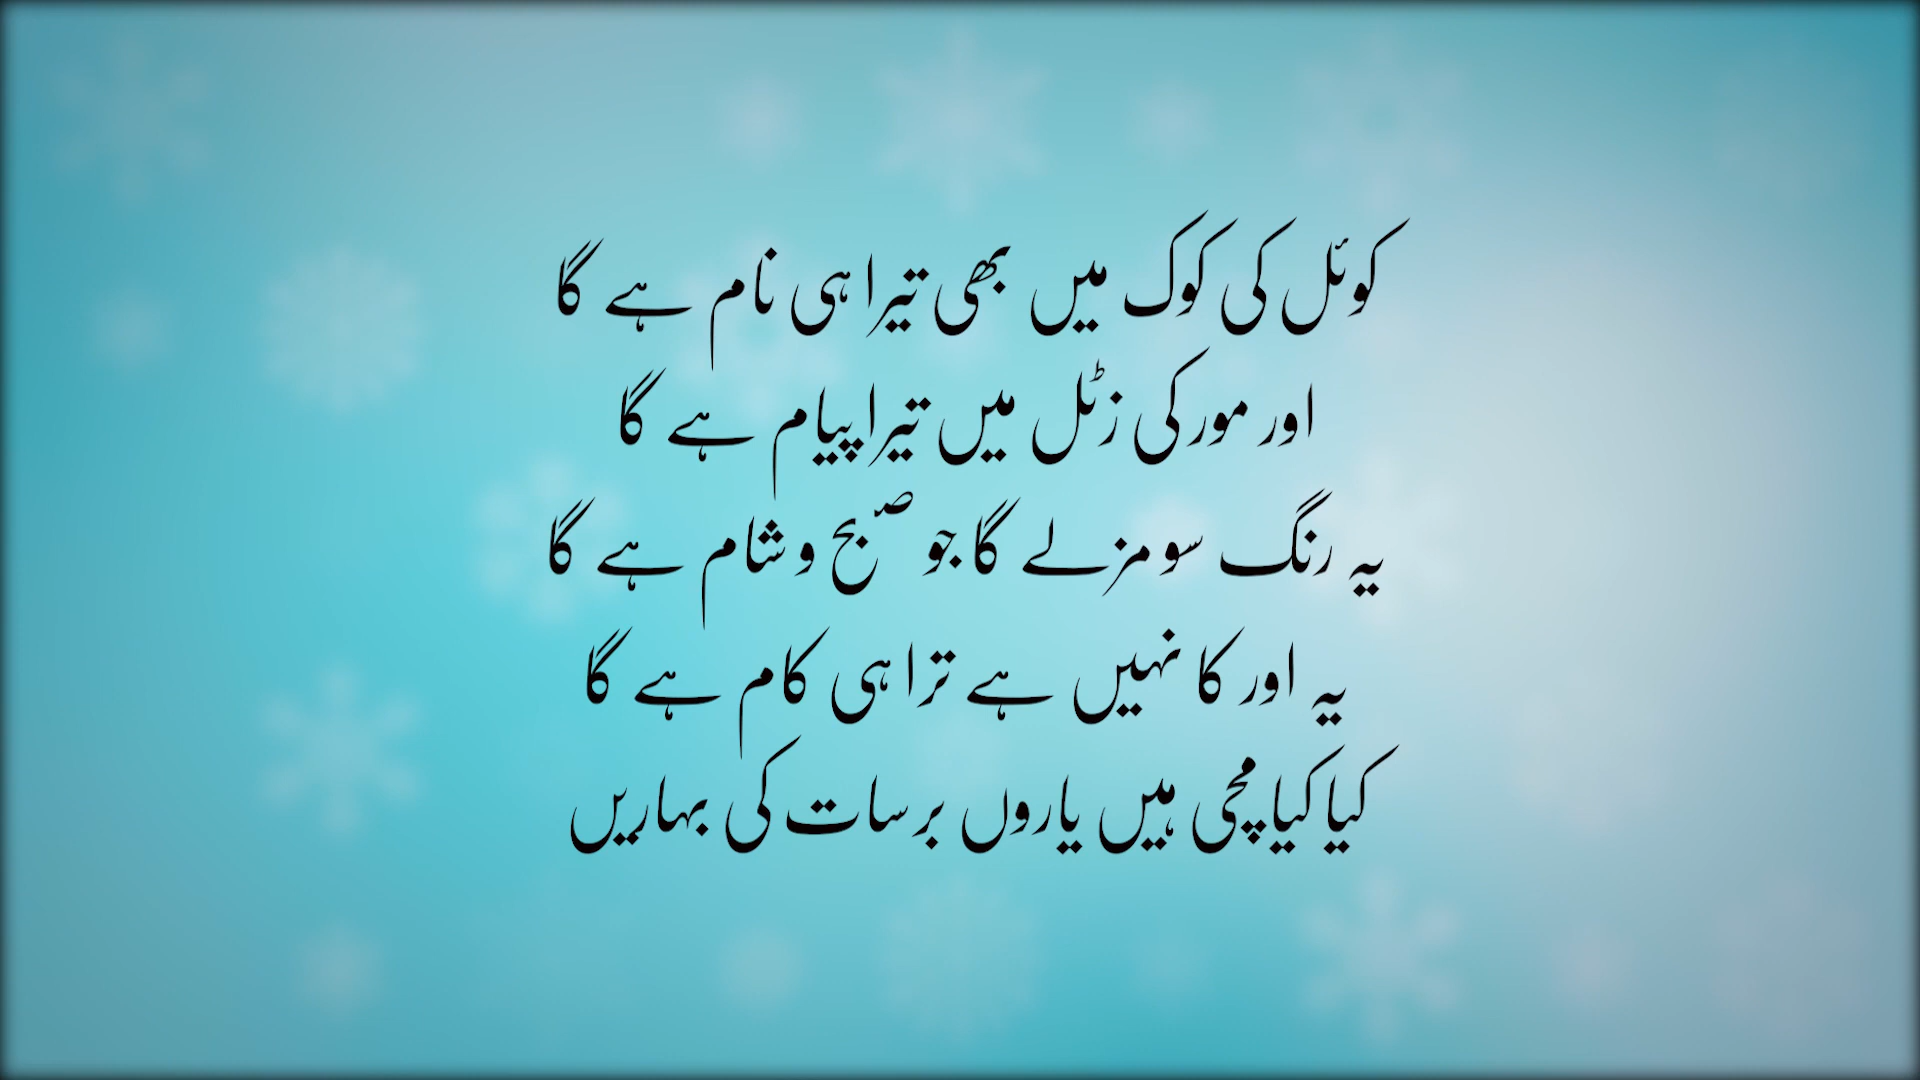 کوئل کی کوک میں بھی تیرا ہی نام ہے گا
اور مور کی زٹل میں تیرا پیام ہے گا
یہ رنگ سو مزلے گا جو صبح و شام ہے گا
یہ اور کا نہیں ہے ترا ہی کام ہے گا
کیا کیا مچی ہیں یاروں برسات کی بہاریں